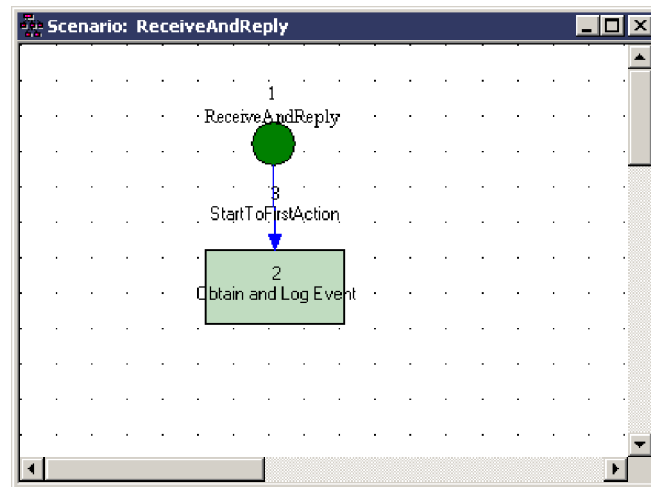 Scenario: ReceiveAndReply
1
ReceiveAndReply
3
StartToFirstAction
2
Obtain and Log Event